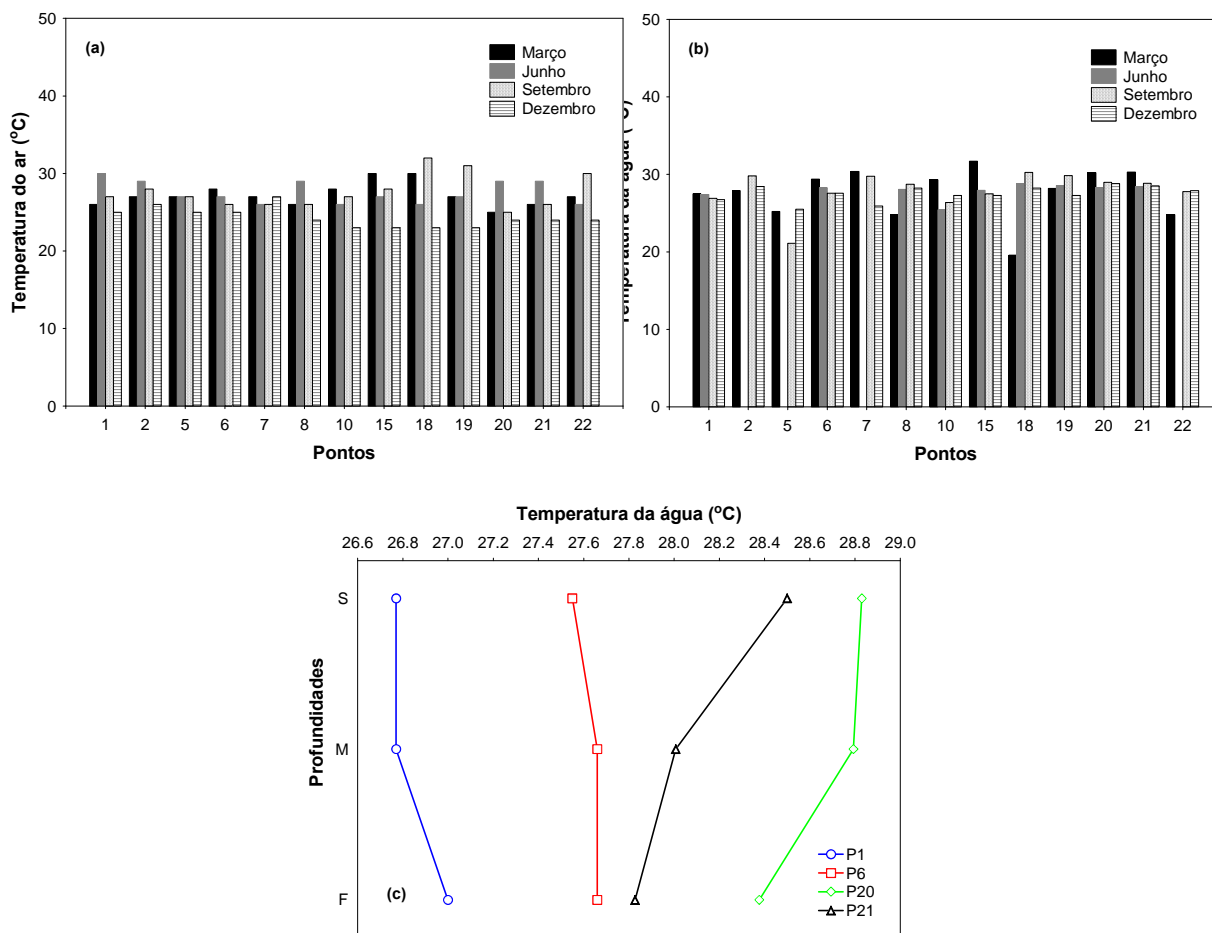 (a)
Março
Junho
Setembro
Dezembro
Temperatura do ar (°C)
50
40
30
20
10
0
1 2 5 6 7 8 10 15 18 19 20 21 22
Pontos
(b)
Março
Junho
Setembro
Dezembro
Temperatura da água (°C)
50
40
30
20
10
0
1 2 5 6 7 8 10 15 18 19 20 21 22
Pontos
Temperatura da água (°C)
26.6 26.8 27.0 27.2 27.4 27.6 27.8 28.0 28.2 28.4 28.6 28.8 29.0
Profundidades
S
M
F
(c)
P1
P6
P20
P21